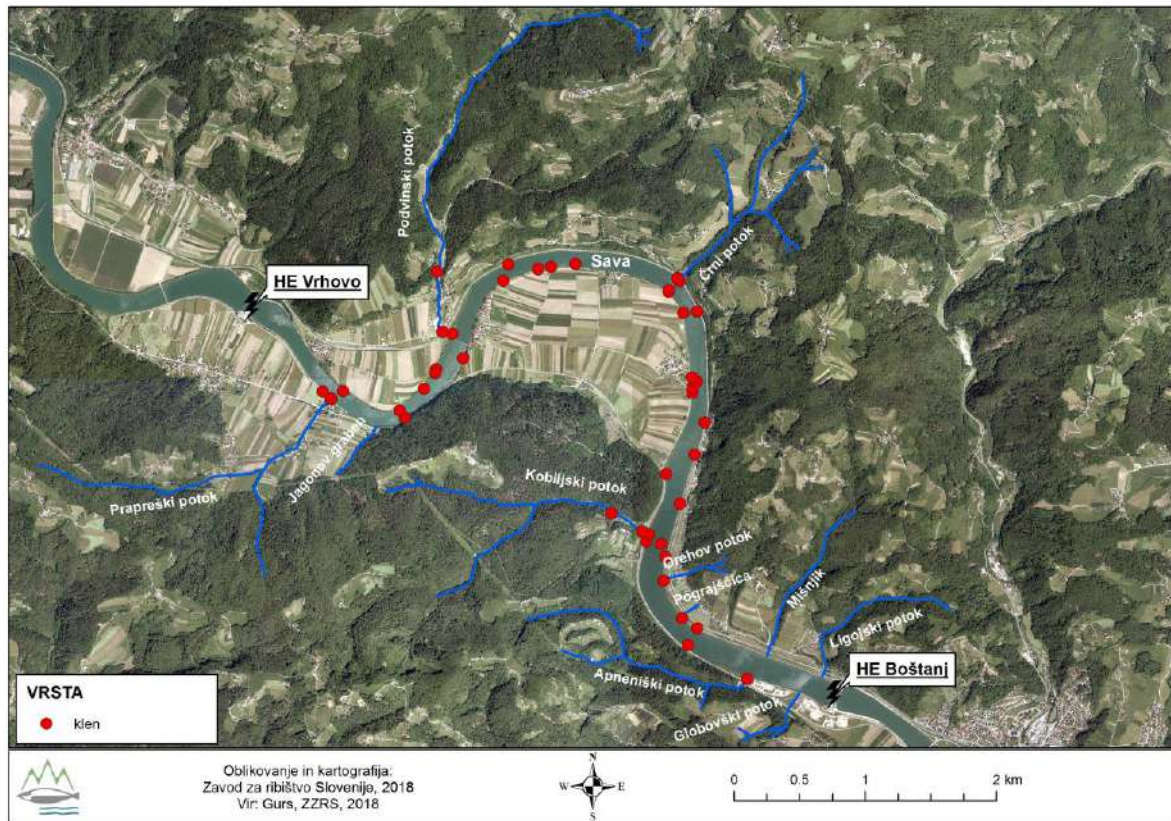 Podvinski potok
Črni potok
Sava
HE Vrhovo
Jagonev graben
Prapreški potok
Kobiljski potok
Orehov potok
Pograjščica
Mišnjik
Ligojski potok
HE Boštanj
Apneniški potok
Globovški potok
VRSTA
klen
Oblikovanje in kartografija:
Zavod za ribištvo Slovenije, 2018
Vir: Gurs, ZZRS, 2018
N
W E
S
0 0.5 1 2 km